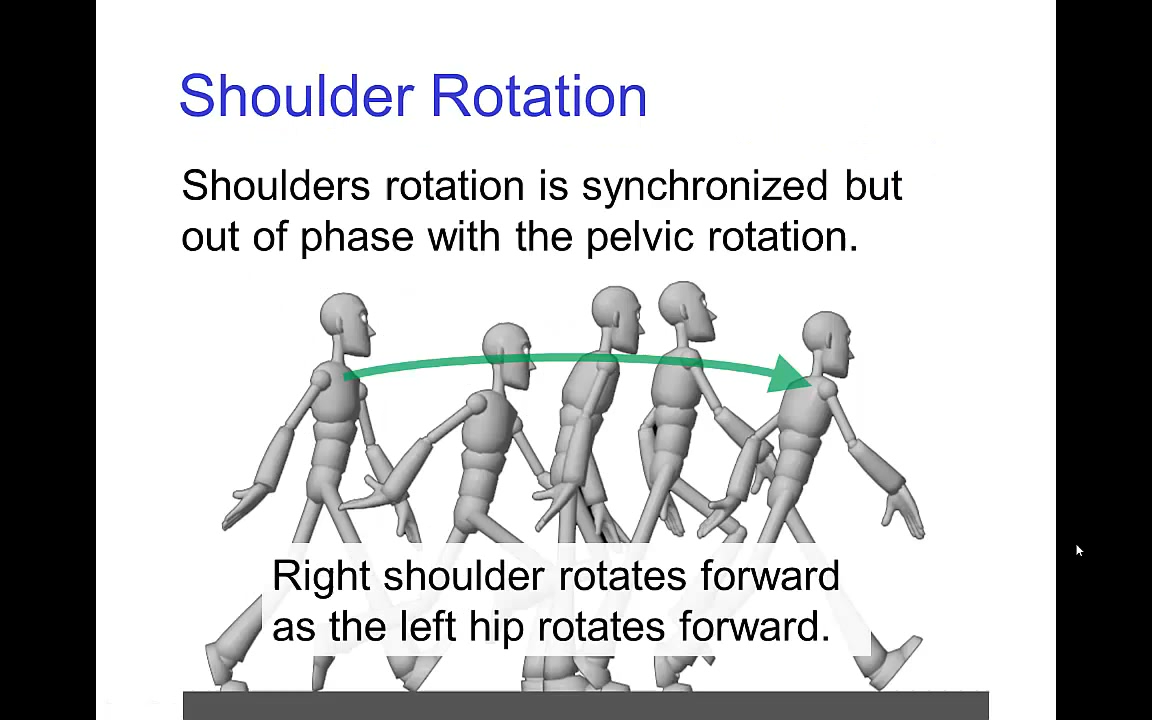 Shoulder Rotation
Shoulders rotation is synchronized but
out of phase with the pelvic rotation.
Right shoulder rotates forward
as the left hip rotates forward.